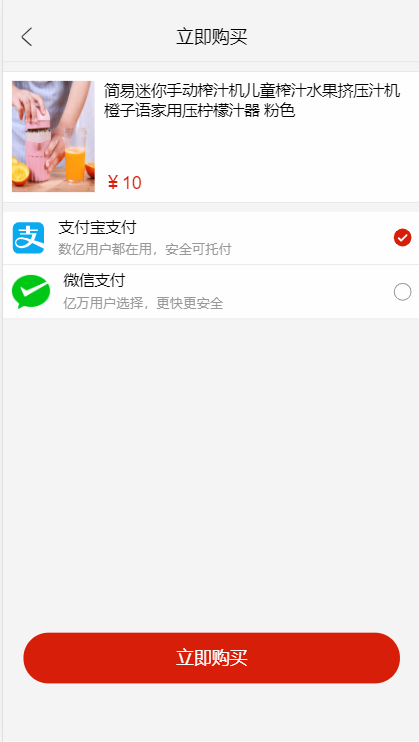 立即购买
简易迷你手动榨汁机儿童榨汁水果挤压汁机
橙子语家用压柠檬汁器 粉色
￥10
支付宝支付
数亿用户都在用，安全可托付
微信支付
亿万用户选择，更快更安全
立即购买